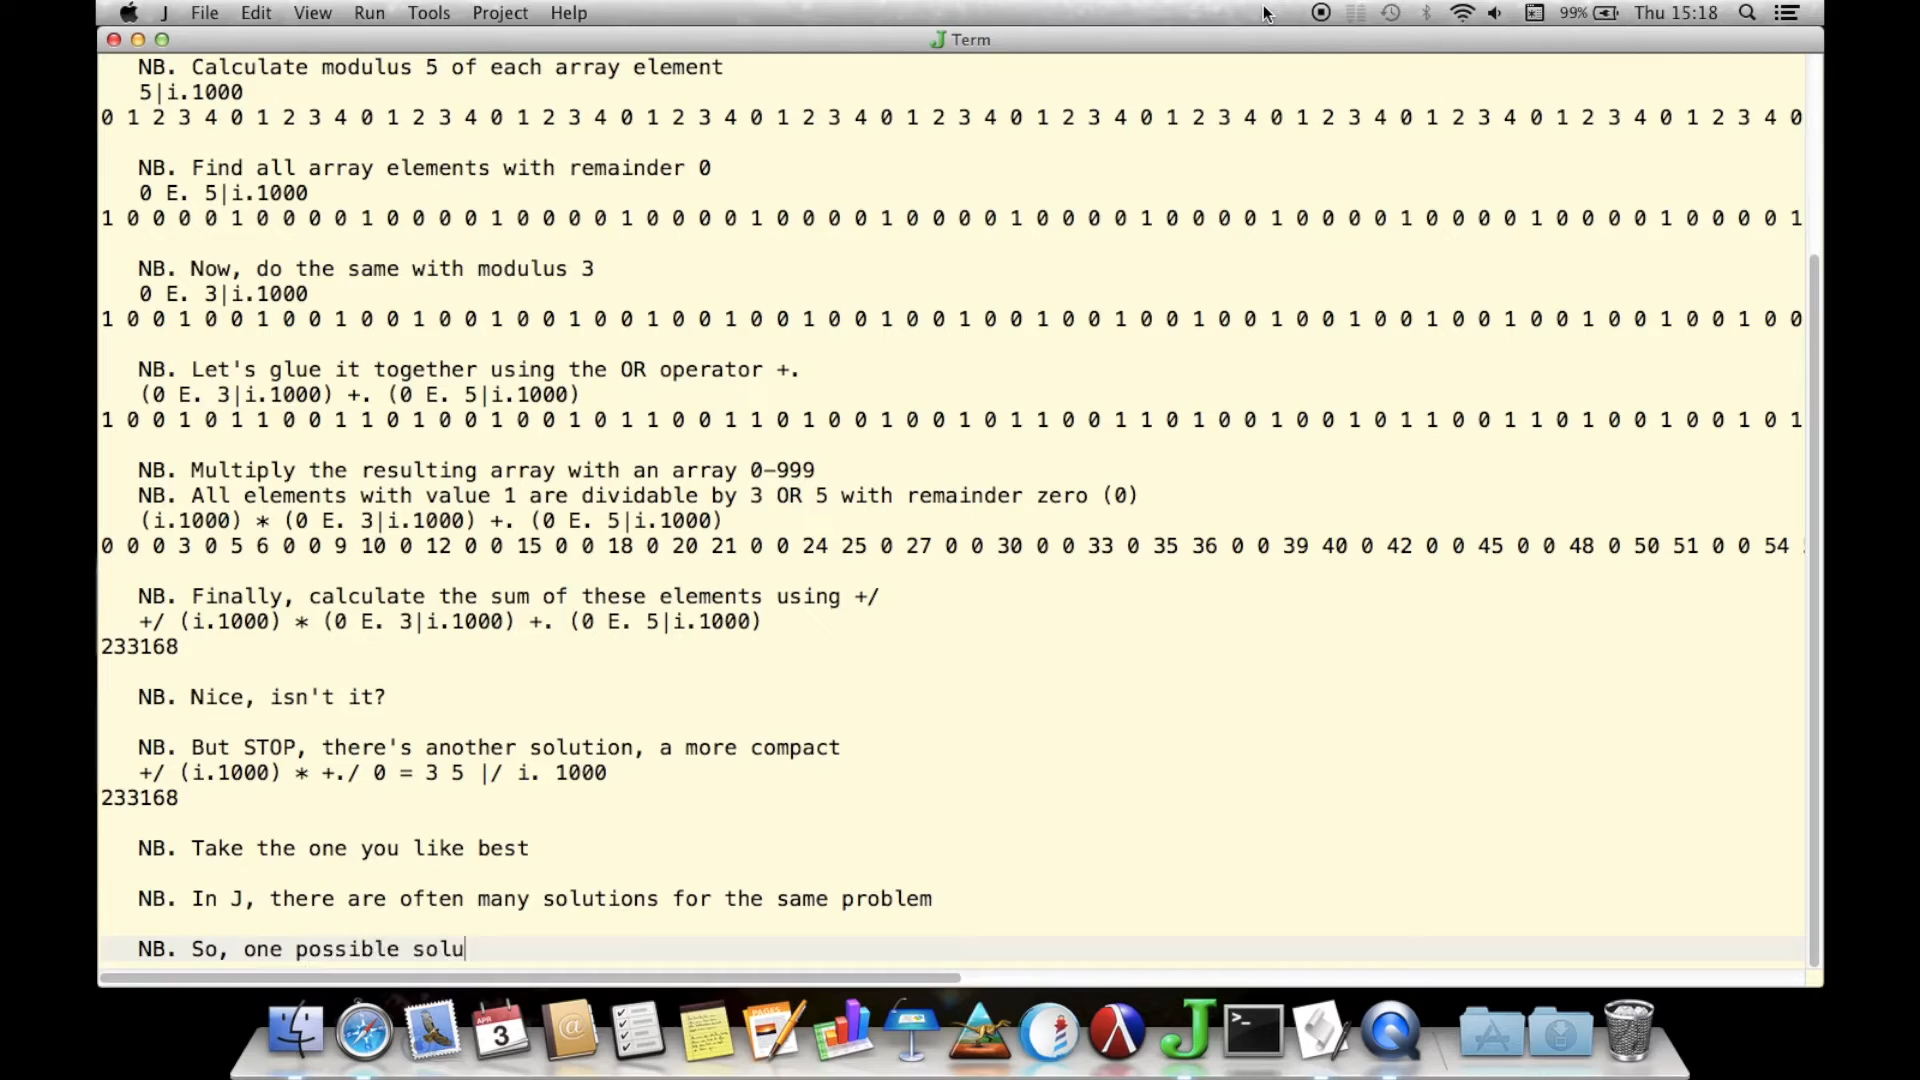 J File Edit View Run Tools Project Help 99% Thu 15:18
J Term
NB. Calculate modulus 5 of each array element
5|i.1000
0 1 2 3 4 0 1 2 3 4 0 1 2 3 4 0 1 2 3 4 0 1 2 3 4 0 1 2 3 4 0 1 2 3 4 0 1 2 3 4 0 1 2 3 4 0 1 2 3 4 0 1 2 3 4 0 1 2 3 4 0 1 2 3 4 0
NB. Find all array elements with remainder 0
0 E. 5|i.1000
1 0 0 0 0 1 0 0 0 0 1 0 0 0 0 1 0 0 0 0 1 0 0 0 0 1 0 0 0 0 1 0 0 0 0 1 0 0 0 0 1 0 0 0 0 1 0 0 0 0 1 0 0 0 0 1 0 0 0 0 1 0 0 0 0 1
NB. Now, do the same with modulus 3
0 E. 3|i.1000
1 0 0 1 0 0 1 0 0 1 0 0 1 0 0 1 0 0 1 0 0 1 0 0 1 0 0 1 0 0 1 0 0 1 0 0 1 0 0 1 0 0 1 0 0 1 0 0 1 0 0 1 0 0 1 0 0 1 0 0 1 0 0 1 0 0
NB. Let's glue it together using the OR operator +.
(0 E. 3|i.1000) +. (0 E. 5|i.1000)
1 0 0 1 0 1 1 0 0 1 1 0 1 0 0 1 0 0 1 0 1 1 0 0 1 1 0 1 0 0 1 0 0 1 0 1 1 0 0 1 1 0 1 0 0 1 0 0 1 0 1 1 0 0 1 1 0 1 0 0 1 0 0 1 0 1
NB. Multiply the resulting array with an array 0-999
NB. All elements with value 1 are dividable by 3 OR 5 with remainder zero (0)
(i.1000) * (0 E. 3|i.1000) +. (0 E. 5|i.1000)
0 0 0 3 0 5 6 0 0 9 10 0 12 0 0 15 0 0 18 0 20 21 0 0 24 25 0 27 0 0 30 0 0 33 0 35 36 0 0 39 40 0 42 0 0 45 0 0 48 0 50 51 0 0 54
NB. Finally, calculate the sum of these elements using +/
+/ (i.1000) * (0 E. 3|i.1000) +. (0 E. 5|i.1000)
233168
NB. Nice, isn't it?
NB. But STOP, there's another solution, a more compact
+/ (i.1000) * +./ 0 = 3 5 |/ i. 1000
233168
NB. Take the one you like best
NB. In J, there are often many solutions for the same problem
NB. So, one possible solu
APR
3